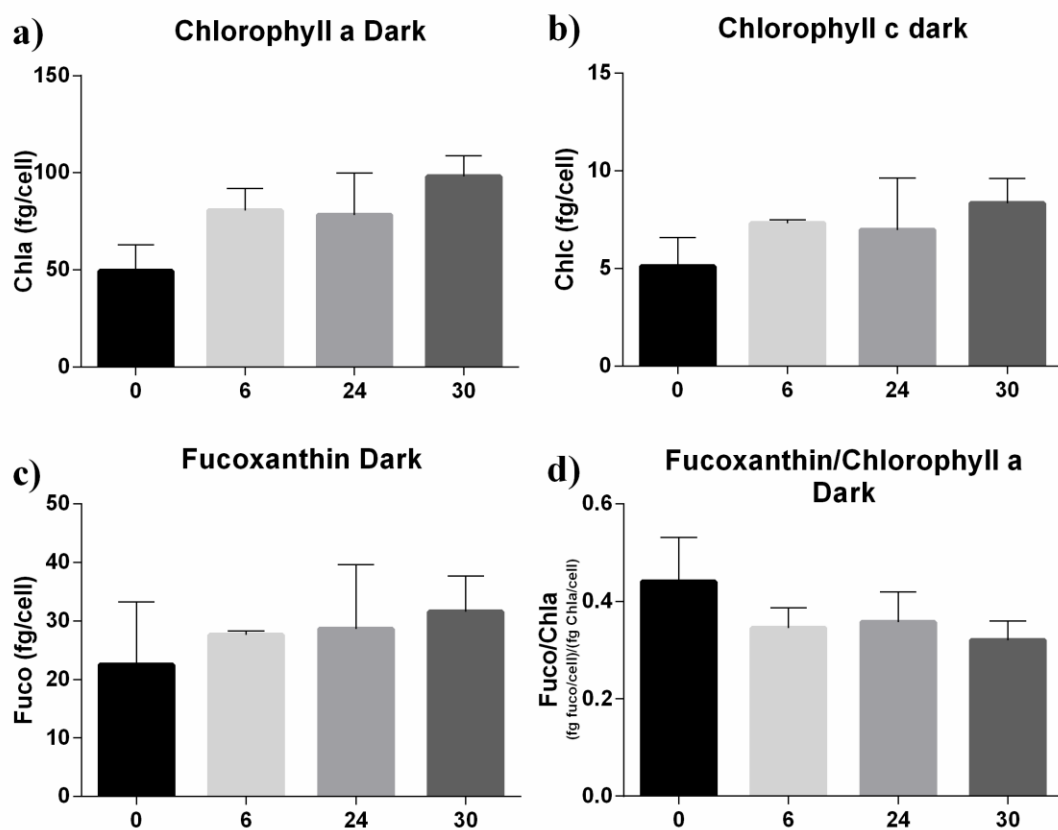 a)
Chlorophyll a Dark
150
100
50
0
Chla (fg/cell)
0 6 24 30
b)
Chlorophyll c dark
15
10
5
0
Chlc (fg/cell)
0 6 24 30
c)
Fucoxanthin Dark
50
40
30
20
10
0
Fuco (fg/cell)
0 6 24 30
d)
Fucoxanthin/Chlorophyll a
Dark
0.6
0.4
0.2
0.0
Fuco/Chla
(fg fuco/cell)/(fg Chla/cell)
0 6 24 30